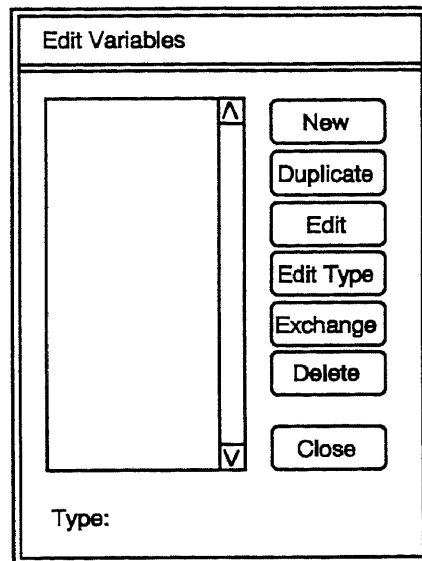 Edit Variables
New
Duplicate
Edit
Edit Type
Exchange
Delete
Close
Type: